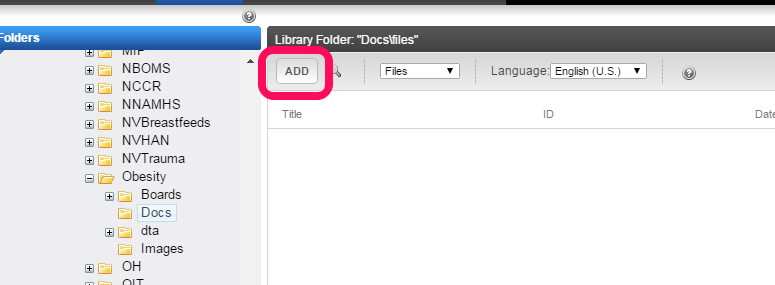 Folders
Library Folder: "Docs\files"
ADD
Files
Language: English (U.S.)
Title ID Date
MIP
NBOMS
NCCR
NNAMHS
NVBreastfeeds
NVHAN
NVTrauma
Obesity
Boards
Docs
dta
Images
OH
OIT